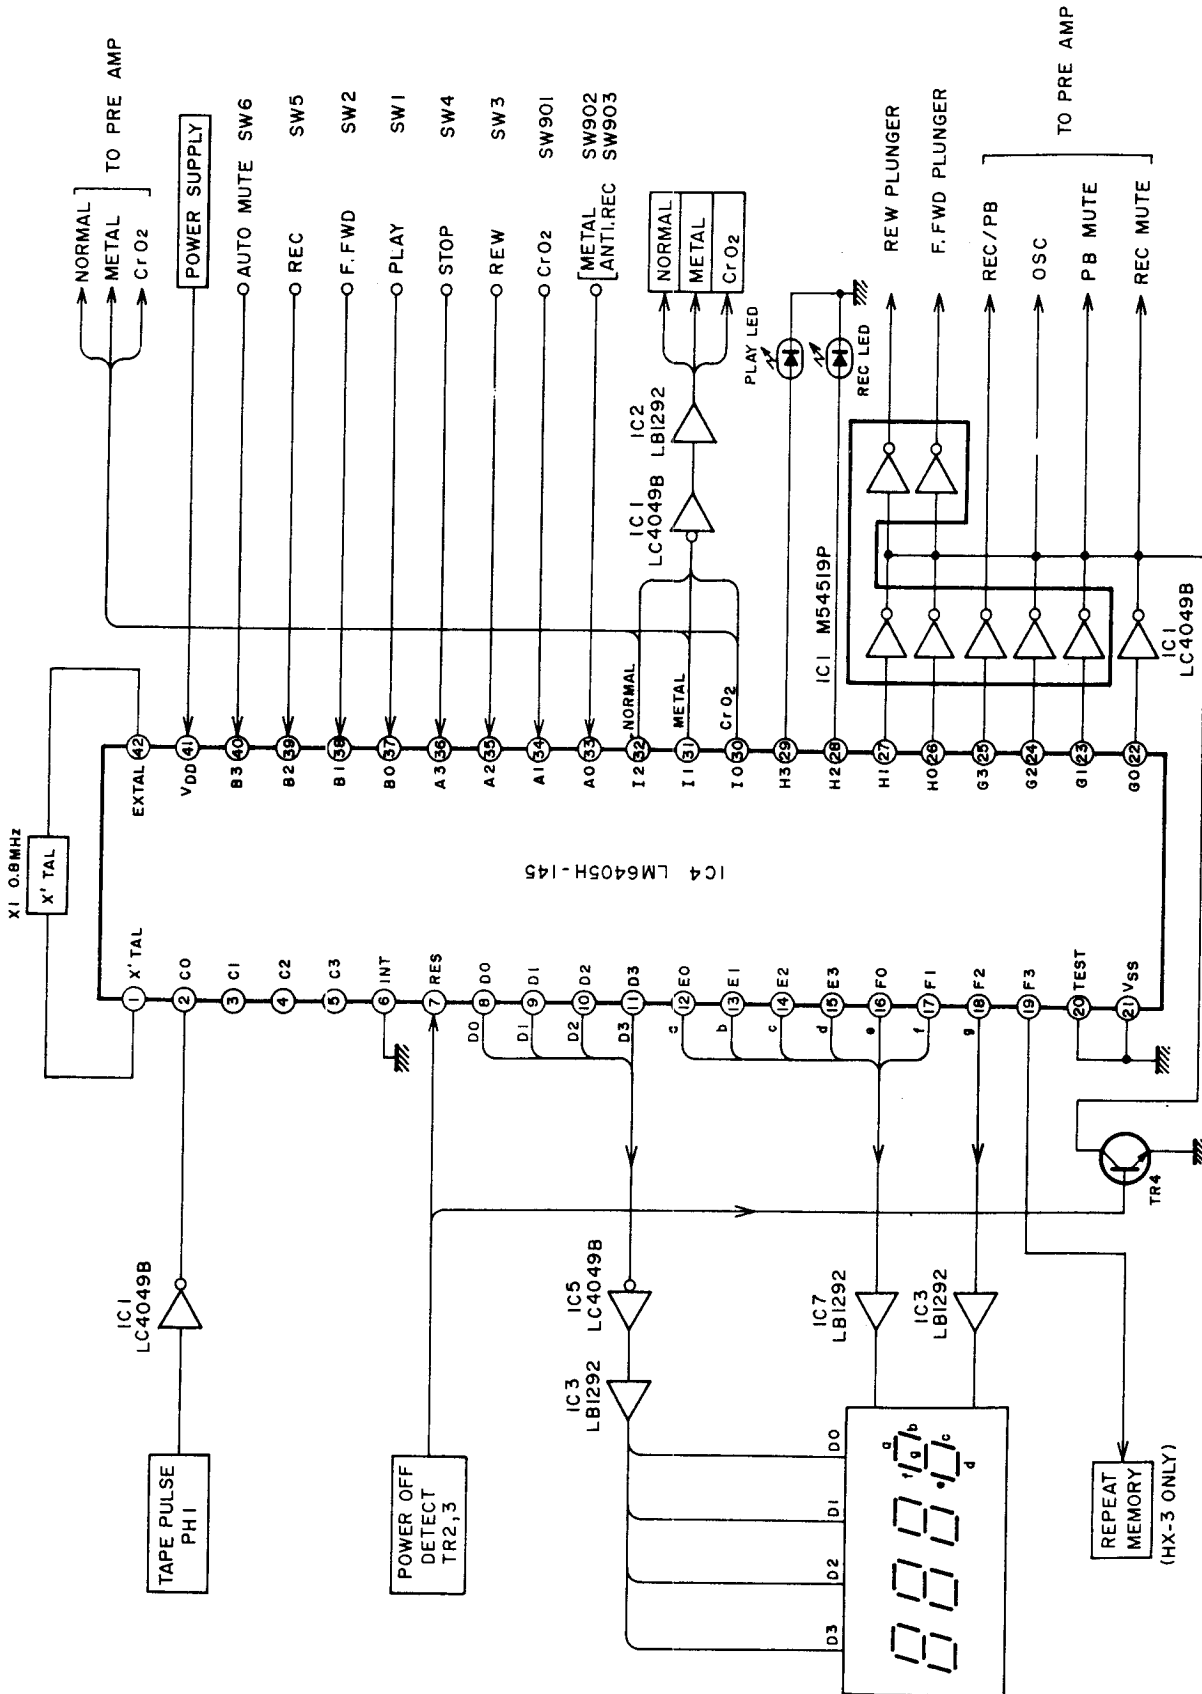 X1 0.8MHz
X' TAL
NORMAL
METAL
CrO2
TO PRE AMP
POWER SUPPLY
AUTO MUTE SW6
REC SW5
F. FWD SW2
PLAY SW1
STOP SW4
REW SW3
CrO2 SW901
METAL SW902
ANTI.REC SW903
NORMAL
METAL
CrO2
IC1
LC4049B
IC2
LB1292
PLAY LED
REC LED
IC1 M54519P
IC1
LC4049B
REW PLUNGER
F. FWD PLUNGER
REC/PB
OSC
PB MUTE
REC MUTE
TO PRE AMP
EXTAL 42
VDD 41
B3 40
B2 39
B1 38
B0 37
A3 36
A2 35
A1 34
A0 33
I2 32 NORMAL
I1 31 METAL
I0 30 CrO2
H3 29
H2 28
H1 27
H0 26
G3 25
G2 24
G1 23
G0 22
IC4 LM6405H-145
1 X' TAL
2 C0
3 C1
4 C2
5 C3
6 INT
7 RES
D0 8 D0
D1 9 D1
D2 10 D2
D3 11 D3
a 12 E0
b 13 E1
c 14 E2
d 15 E3
e 16 F0
f 17 F1
g 18 F2
19 F3
20 TEST
21 VSS
TAPE PULSE
PH1
IC1
LC4049B
POWER OFF
DETECT
TR2,3
IC5
LC4049B
IC3
LB1292
IC7
LB1292
IC3
LB1292
TR4
D3
D2
D1
D0
a
b
c
d
e
f
g
REPEAT
MEMORY
(HX-3 ONLY)